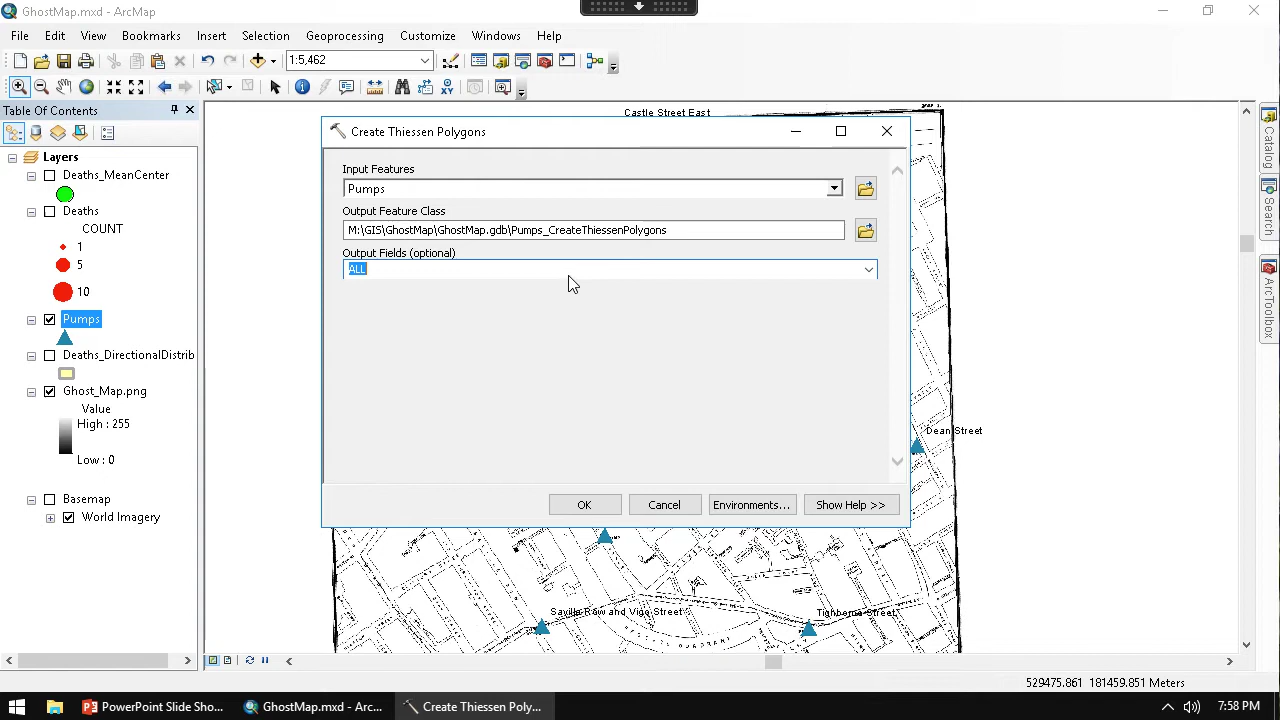 GhostMap.mxd - ArcMap
File Edit View Bookmarks Insert Selection Geoprocessing Customize Windows Help
1:5,462
Table Of Contents
Layers
Deaths_MeanCenter
Deaths
COUNT
1
5
10
Pumps
Deaths_DirectionalDistrib
Ghost_Map.png
Value
High : 255
Low : 0
Basemap
World Imagery
Castle Street East
Create Thiessen Polygons
Input Features
Pumps
Output Feature Class
M:\GIS\GhostMap\GhostMap.gdb\Pumps_CreateThiessenPolygons
Output Fields (optional)
ALL
OK Cancel Environments... Show Help >>
Dean Street
Saville Row and Vigo Street
Tichborne Street
Catalog
Search
ArcToolbox
529475.861 181459.851 Meters
PowerPoint Slide Sho... GhostMap.mxd - Arc... Create Thiessen Poly... 7:58 PM